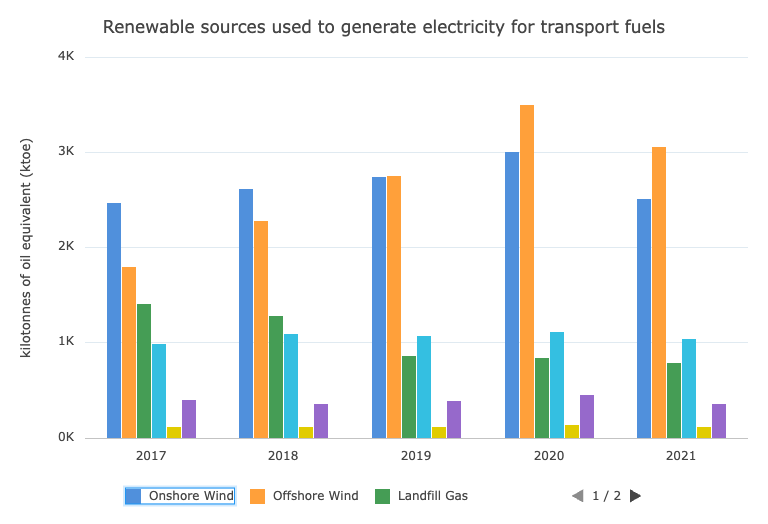 Renewable sources used to generate electricity for transport fuels
kilotonnes of oil equivalent (ktoe)
4K
3K
2K
1K
0K
2017 2018 2019 2020 2021
Onshore Wind Offshore Wind Landfill Gas 1 / 2